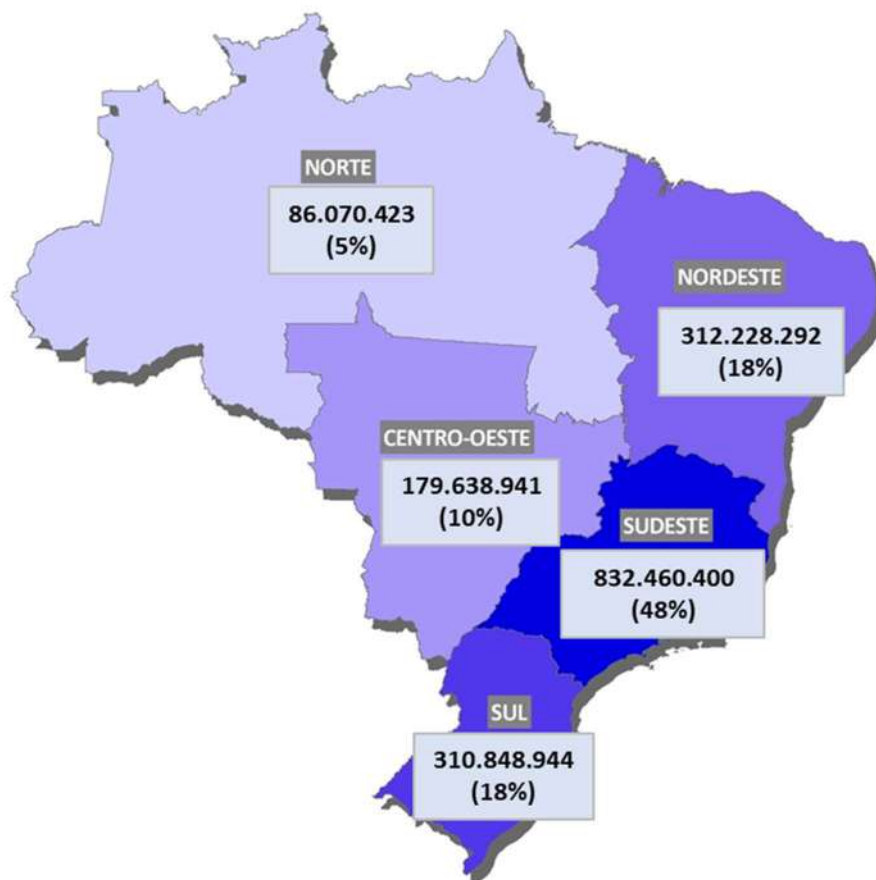 NORTE
86.070.423
(5%)
NORDESTE
312.228.292
(18%)
CENTRO-OESTE
179.638.941
(10%)
SUDESTE
832.460.400
(48%)
SUL
310.848.944
(18%)